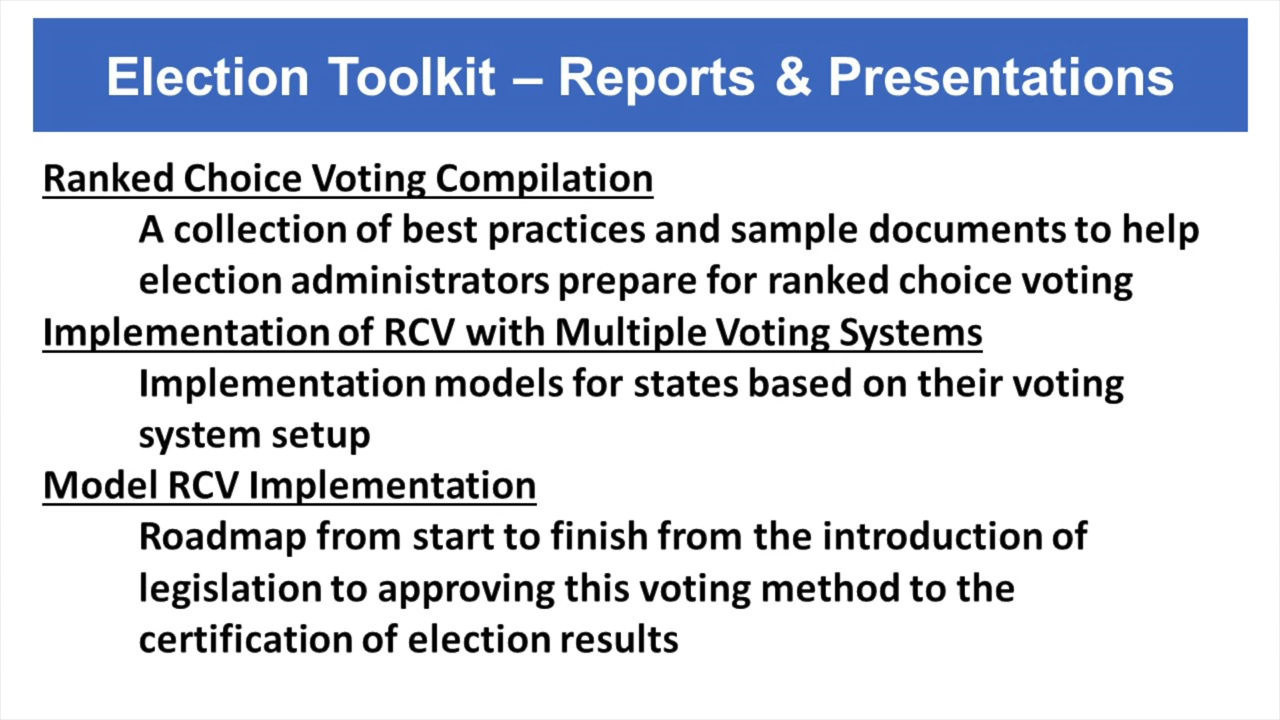 Election Toolkit – Reports & Presentations
Ranked Choice Voting Compilation
A collection of best practices and sample documents to help
election administrators prepare for ranked choice voting
Implementation of RCV with Multiple Voting Systems
Implementation models for states based on their voting
system setup
Model RCV Implementation
Roadmap from start to finish from the introduction of
legislation to approving this voting method to the
certification of election results